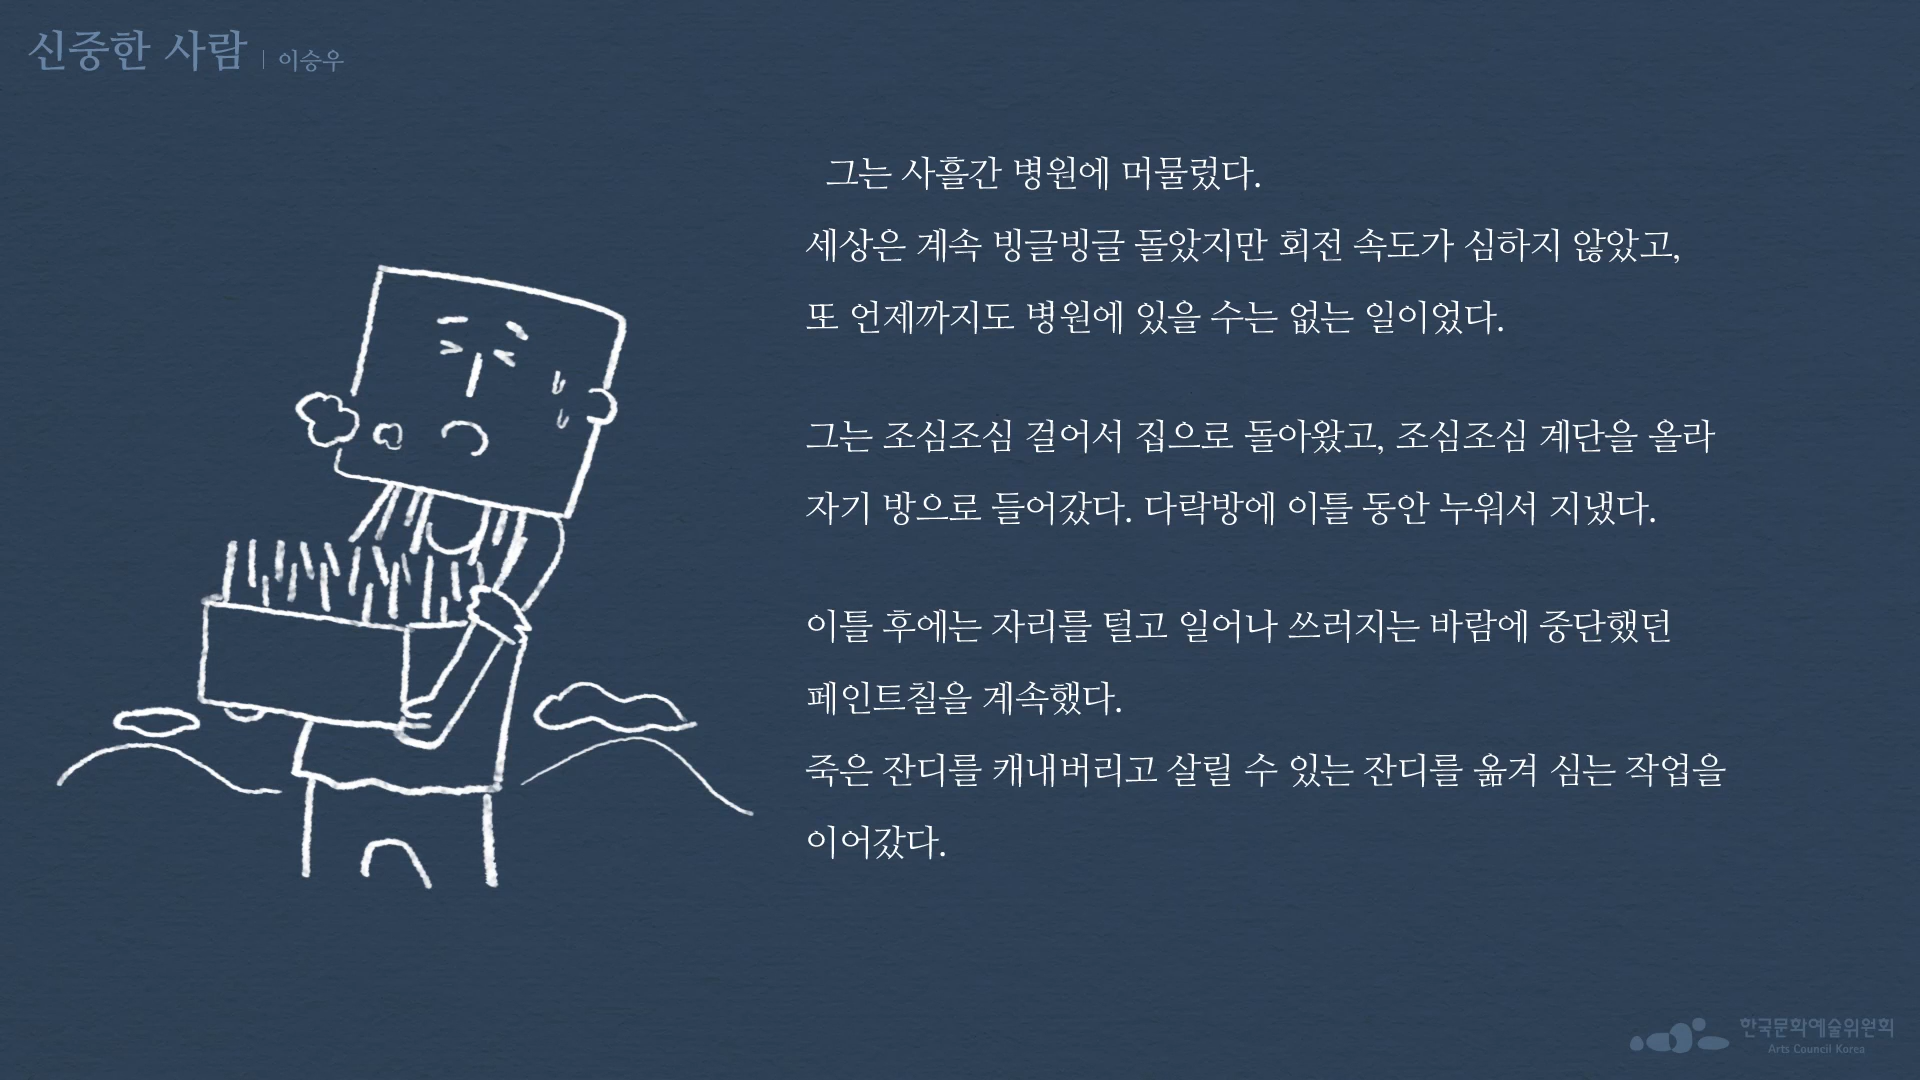 신중한 사람 | 이승우
그는 사흘간 병원에 머물렀다.
세상은 계속 빙글빙글 돌았지만 회전 속도가 심하지 않았고,
또 언제까지도 병원에 있을 수는 없는 일이었다.
그는 조심조심 걸어서 집으로 돌아왔고, 조심조심 계단을 올라
자기 방으로 들어갔다. 다락방에 이틀 동안 누워서 지냈다.
이틀 후에는 자리를 털고 일어나 쓰러지는 바람에 중단했던
페인트칠을 계속했다.
죽은 잔디를 캐내버리고 살릴 수 있는 잔디를 옮겨 심는 작업을
이어갔다.
한국문화예술위원회
Arts Council Korea